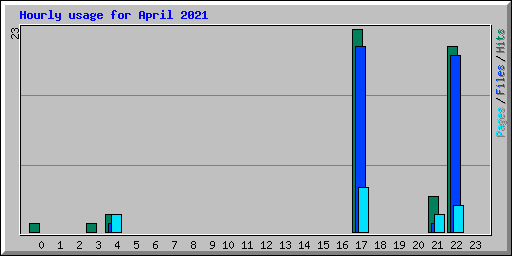 Hourly usage for April 2021
23
Pages/Files/Hits
0 1 2 3 4 5 6 7 8 9 10 11 12 13 14 15 16 17 18 19 20 21 22 23